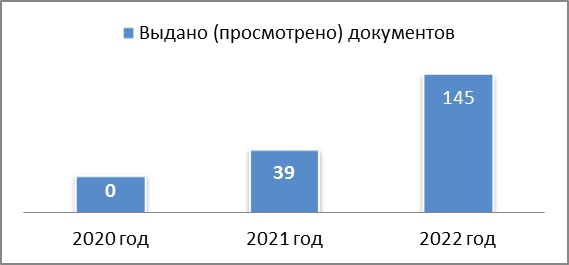 Выдано (просмотрено) документов
145
39
0
2020 год 2021 год 2022 год